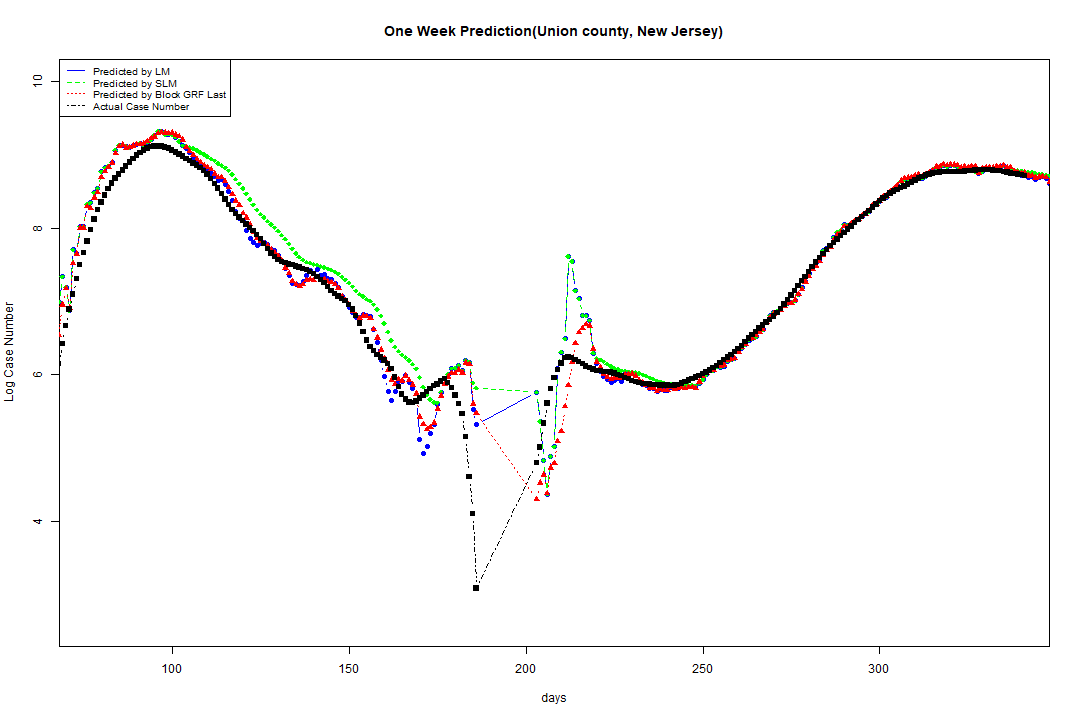 One Week Prediction(Union county, New Jersey)
Predicted by LM
Predicted by SLM
Predicted by Block GRF Last
Actual Case Number
Log Case Number
10
8
6
4
100 150 200 250 300
days